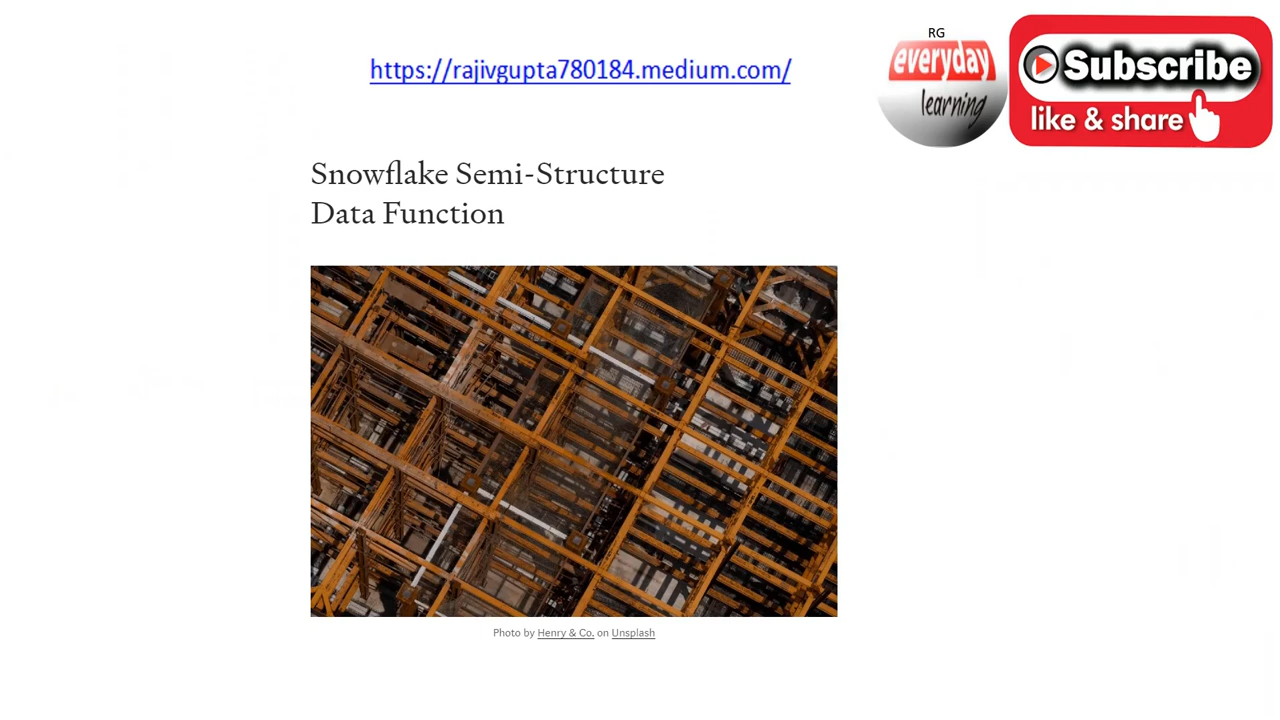 RG
everyday
learning
Subscribe
like & share
https://rajivgupta780184.medium.com/
Snowflake Semi-Structure
Data Function
Photo by Henry & Co. on Unsplash